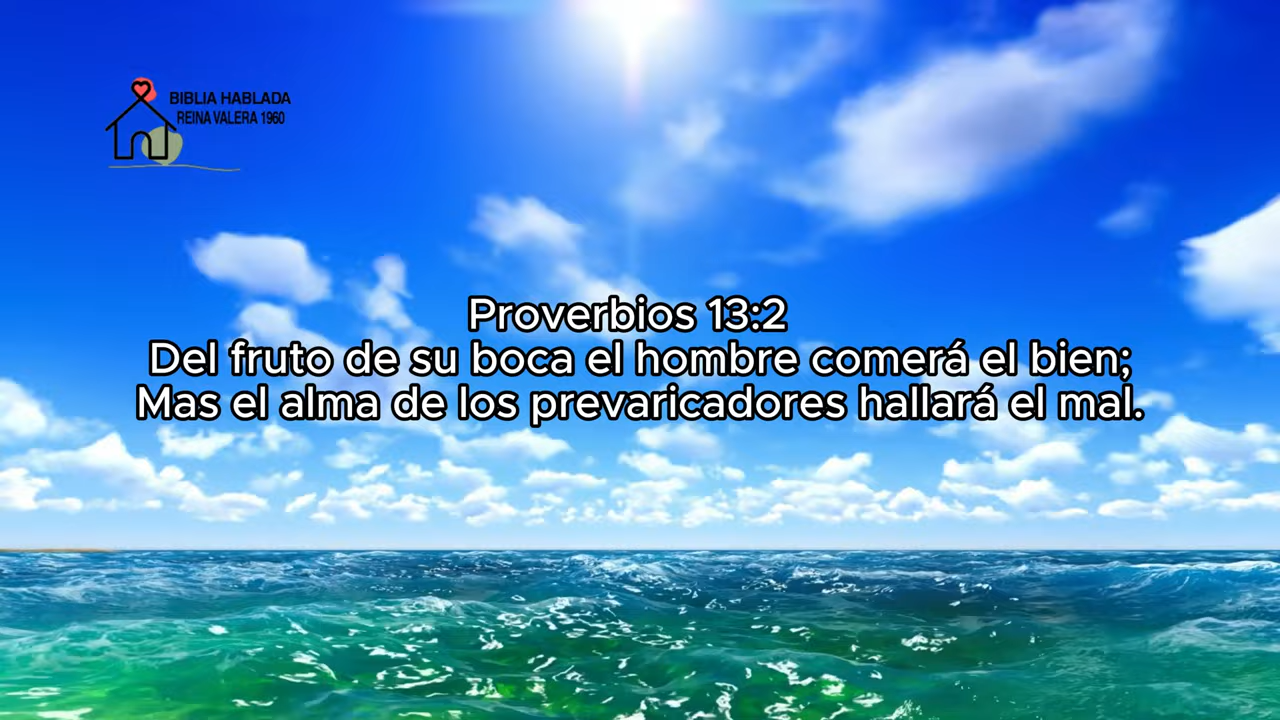 BIBLIA HABLADA
REINA VALERA 1960
Proverbios 13:2
Del fruto de su boca el hombre comerá el bien;
Mas el alma de los prevaricadores hallará el mal.